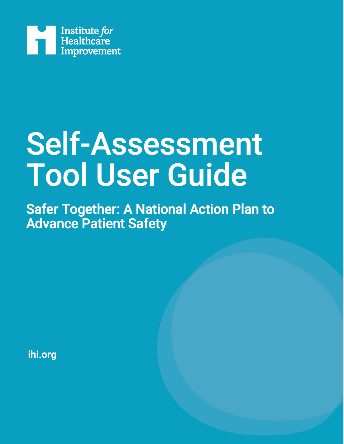 Institute for
Healthcare
Improvement
Self-Assessment
Tool User Guide
Safer Together: A National Action Plan to
Advance Patient Safety
ihi.org